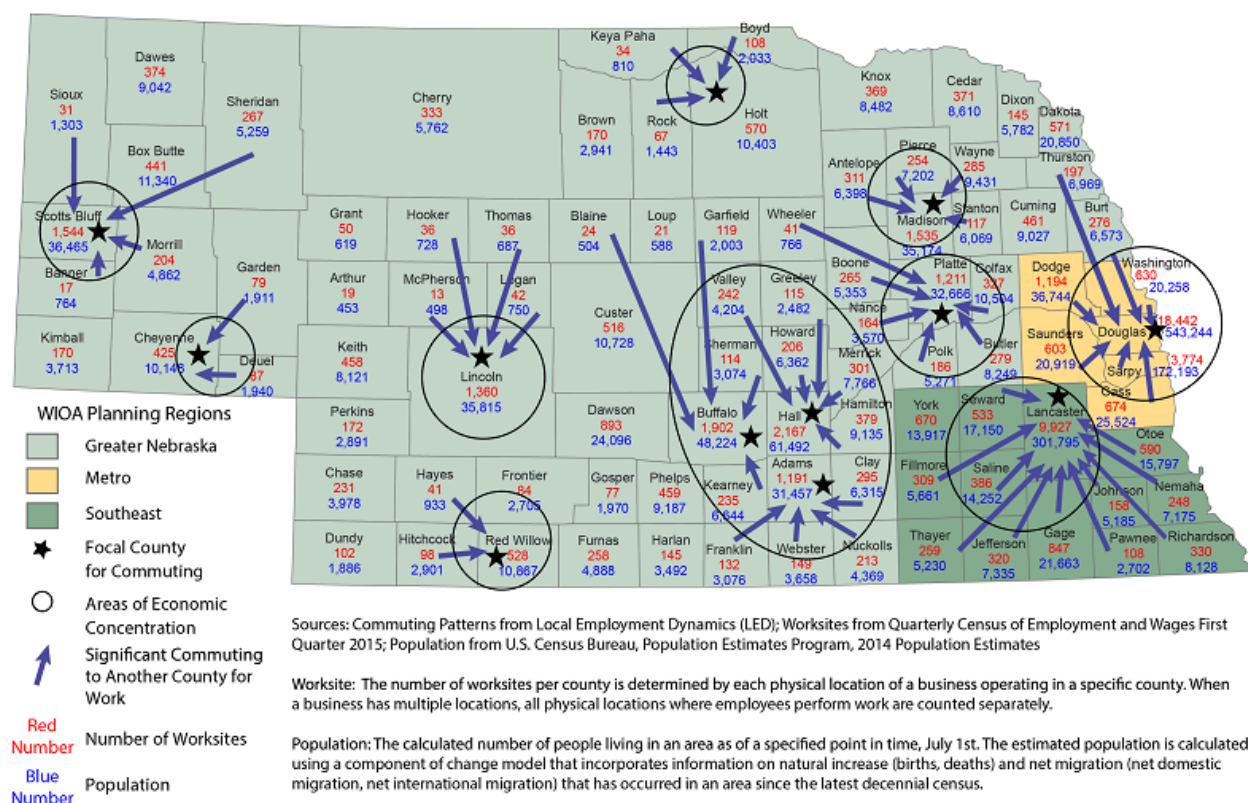 Keya Paha
34
810
Boyd
108
2,033
Dawes
374
9,042
Sioux
31
1,303
Sheridan
267
5,259
Cherry
333
5,762
Brown
170
2,941
Rock
67
1,443
Holt
570
10,403
Knox
369
8,482
Cedar
371
8,610
Dixon
145
5,782
Dakota
571
20,850
Box Butte
441
11,340
Antelope
311
6,398
Pierce
254
7,202
Wayne
285
9,431
Thurston
197
6,969
Scotts Bluff
1,544
36,465
Morrill
204
4,862
Banner
17
764
Garden
79
1,911
Grant
50
619
Hooker
36
728
Thomas
36
687
Blaine
24
504
Loup
21
588
Garfield
119
2,003
Wheeler
41
766
Madison
1,535
35,174
Stanton
117
6,069
Cuming
461
9,027
Burt
276
6,573
Kimball
170
3,713
Cheyenne
425
10,148
Deuel
87
1,940
Arthur
19
453
McPherson
13
498
Logan
42
750
Custer
516
10,728
Valley
242
4,204
Greeley
115
2,482
Boone
265
5,353
Platte
1,211
32,666
Colfax
327
10,504
Dodge
1,194
36,744
Washington
630
20,258
Nance
164
3,570
Keith
458
8,121
Lincoln
1,360
35,815
Sherman
114
3,074
Howard
206
6,362
Merrick
301
7,766
Polk
186
5,271
Butler
279
8,249
Saunders
603
20,919
Douglas
18,442
543,244
Sarpy
3,774
172,193
Perkins
172
2,891
Dawson
893
24,096
Buffalo
1,902
48,224
Hall
2,167
61,492
Hamilton
379
9,135
York
670
13,917
Seward
533
17,150
Lancaster
9,927
301,795
Cass
674
25,524
Otoe
590
15,797
Chase
231
3,978
Hayes
41
933
Frontier
84
2,705
Gosper
77
1,970
Phelps
459
9,187
Kearney
235
6,644
Adams
1,191
31,457
Clay
295
6,315
Fillmore
309
5,661
Saline
386
14,252
Johnson
158
5,185
Nemaha
248
7,175
Dundy
102
1,886
Hitchcock
98
2,901
Red Willow
528
10,867
Furnas
258
4,888
Harlan
145
3,492
Franklin
132
3,076
Webster
149
3,658
Nuckolls
213
4,369
Thayer
259
5,230
Jefferson
320
7,335
Gage
847
21,663
Pawnee
108
2,702
Richardson
330
8,128
WIOA Planning Regions
Greater Nebraska
Metro
Southeast
Focal County
for Commuting
Areas of Economic
Concentration
Significant Commuting
to Another County for
Work
Red
Number
Number of Worksites
Blue
Number
Population
Sources: Commuting Patterns from Local Employment Dynamics (LED); Worksites from Quarterly Census of Employment and Wages First
Quarter 2015; Population from U.S. Census Bureau, Population Estimates Program, 2014 Population Estimates
Worksite: The number of worksites per county is determined by each physical location of a business operating in a specific county. When
a business has multiple locations, all physical locations where employees perform work are counted separately.
Population: The calculated number of people living in an area as of a specified point in time, July 1st. The estimated population is calculated
using a component of change model that incorporates information on natural increase (births, deaths) and net migration (net domestic
migration, net international migration) that has occurred in an area since the latest decennial census.